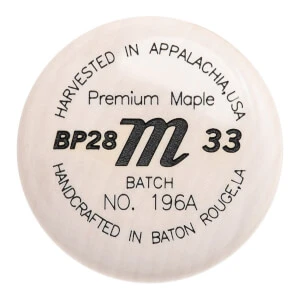 HARVESTED IN APPALACHIA,USA
Premium Maple
BP28 m 33
BATCH
NO. 196A
HANDCRAFTED IN BATON ROUGE,LA